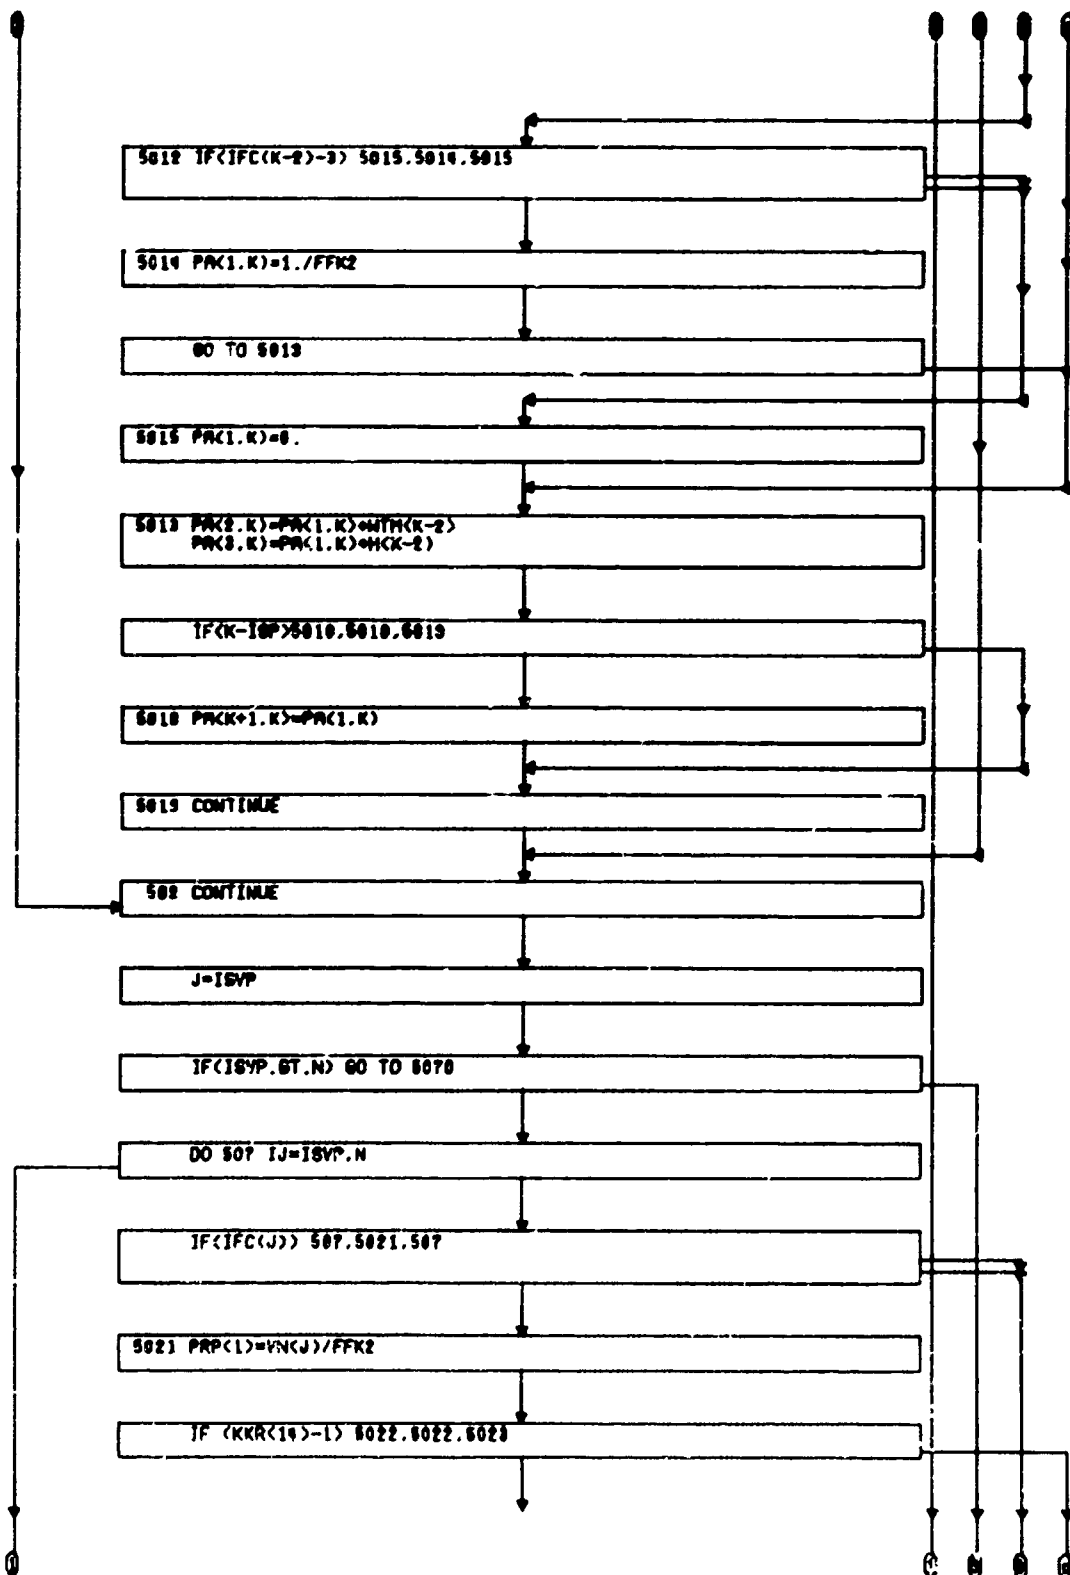 5012 IF(IFC(K-2)-3) 5015,5014,5015
5014 PA(1,K)=1./FFK2
GO TO 5013
5015 PA(1,K)=0.
5013 PA(2,K)=PA(1,K)*WTM(K-2)
PA(3,K)=PA(1,K)*H(K-2)
IF(K-ISP)5018,5018,5019
5018 PA(K+1,K)=PA(1,K)
5019 CONTINUE
502 CONTINUE
J=ISVP
IF(ISVP.GT.N) GO TO 5070
DO 507 IJ=ISVP,N
IF(IFC(J)) 507,5021,507
5021 PAP(1)=VN(J)/FFK2
IF (KKR(14)-1) 5022,5022,5023